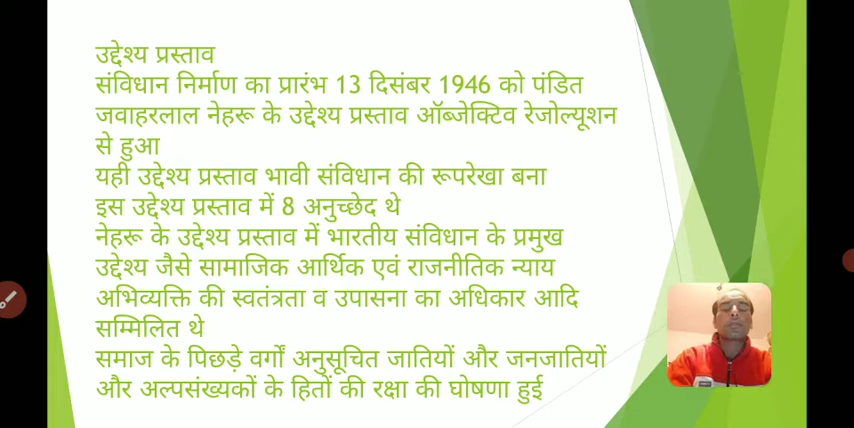 उद्देश्य प्रस्ताव
संविधान निर्माण का प्रारंभ 13 दिसंबर 1946 को पंडित
जवाहरलाल नेहरू के उद्देश्य प्रस्ताव ऑब्जेक्टिव रेजोल्यूशन
से हुआ
यही उद्देश्य प्रस्ताव भावी संविधान की रूपरेखा बना
इस उद्देश्य प्रस्ताव में 8 अनुच्छेद थे
नेहरू के उद्देश्य प्रस्ताव में भारतीय संविधान के प्रमुख
उद्देश्य जैसे सामाजिक आर्थिक एवं राजनीतिक न्याय
अभिव्यक्ति की स्वतंत्रता व उपासना का अधिकार आदि
सम्मिलित थे
समाज के पिछड़े वर्गों अनुसूचित जातियों और जनजातियों
और अल्पसंख्यकों के हितों की रक्षा की घोषणा हुई